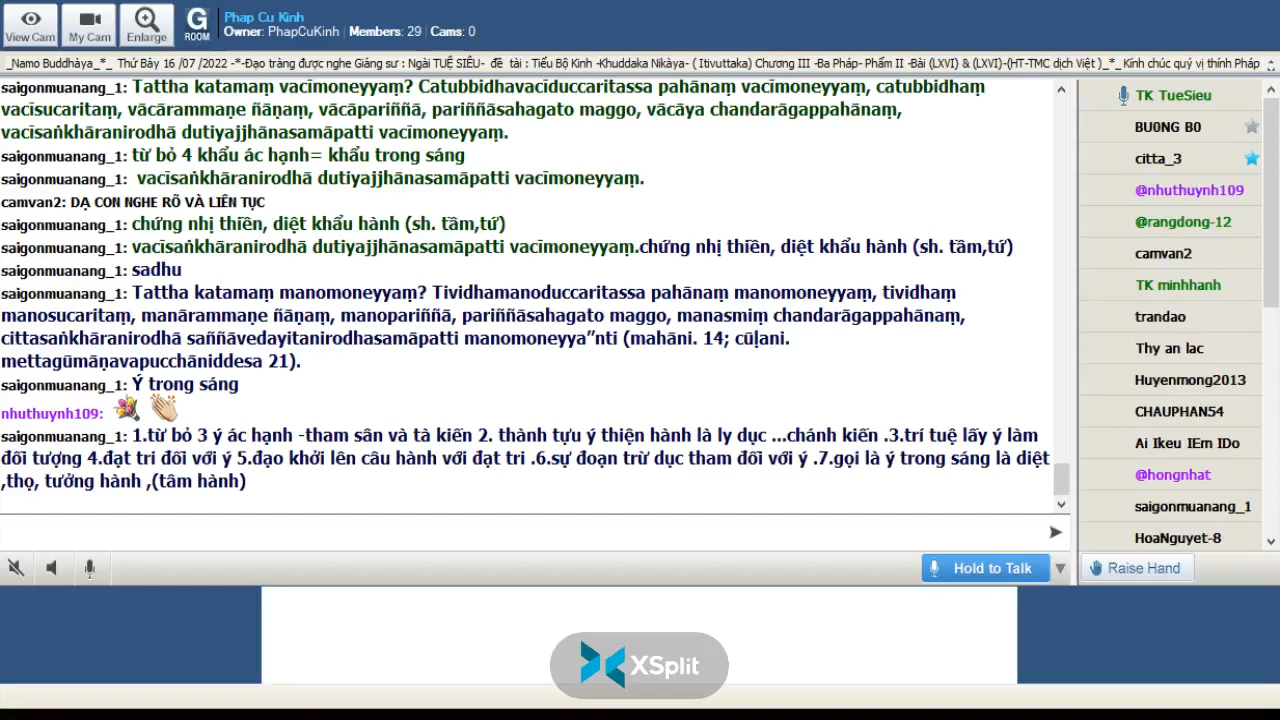 View Cam
My Cam
Enlarge
G
ROOM
Phap Cu Kinh
Owner: PhapCuKinh | Members: 29 | Cams: 0
_Namo Buddhàya_*_ Thứ Bảy 16 /07 /2022 -*-Đạo tràng được nghe Giảng sư : Ngài TUỆ SIÊU- đề tài : Tiểu Bộ Kinh -Khuddaka Nikàya- ( Itivuttaka) Chương III -Ba Pháp- Phẩm II -Bài (LXVI) & (LXVI)-(HT-TMC dịch Việt )_*_ Kính chúc quý vị thính Pháp
saigonmuanang_1: Tattha katamaṃ vacīmoneyyaṃ? Catubbidhavacīduccaritassa pahānaṃ vacīmoneyyaṃ, catubbidhaṃ
vacīsucaritaṃ, vācārammaṇe ñāṇaṃ, vācāpariññā, pariññāsahagato maggo, vācāya chandarāgappahānaṃ,
vacīsaṅkhāranirodhā dutiyajjhānasamāpatti vacīmoneyyaṃ.
saigonmuanang_1: từ bỏ 4 khẩu ác hạnh= khẩu trong sáng
saigonmuanang_1: vacīsaṅkhāranirodhā dutiyajjhānasamāpatti vacīmoneyyaṃ.
camvan2: DẠ CON NGHE RÕ VÀ LIÊN TỤC
saigonmuanang_1: chứng nhị thiền, diệt khẩu hành (sh. tầm,tứ)
saigonmuanang_1: vacīsaṅkhāranirodhā dutiyajjhānasamāpatti vacīmoneyyaṃ.chứng nhị thiền, diệt khẩu hành (sh. tầm,tứ)
saigonmuanang_1: sadhu
saigonmuanang_1: Tattha katamaṃ manomoneyyaṃ? Tividhamanoduccaritassa pahānaṃ manomoneyyaṃ, tividhaṃ
manosucaritaṃ, manārammaṇe ñāṇaṃ, manopariññā, pariññāsahagato maggo, manasmiṃ chandarāgappahānaṃ,
cittasaṅkhāranirodhā saññāvedayitanirodhasamāpatti manomoneyya”nti (mahāni. 14; cūḷani.
mettagūmāṇavapucchāniddesa 21).
saigonmuanang_1: Ý trong sáng
nhuthuynh109:
saigonmuanang_1: 1.từ bỏ 3 ý ác hạnh -tham sân và tà kiến 2. thành tựu ý thiện hành là ly dục ...chánh kiến .3.trí tuệ lấy ý làm
đối tượng 4.đạt tri đối với ý 5.đạo khởi lên câu hành với đạt tri .6.sự đoạn trừ dục tham đối với ý .7.gọi là ý trong sáng là diệt
,thọ, tưởng hành ,(tâm hành)
Hold to Talk
TK TueSieu
BU0NG B0
citta_3
@nhuthuynh109
@rangdong-12
camvan2
TK minhhanh
trandao
Thy an lac
Huyenmong2013
CHAUPHAN54
Ai Ikeu IEm IDo
@hongnhat
saigonmuanang_1
HoaNguyet-8
Raise Hand
XSplit